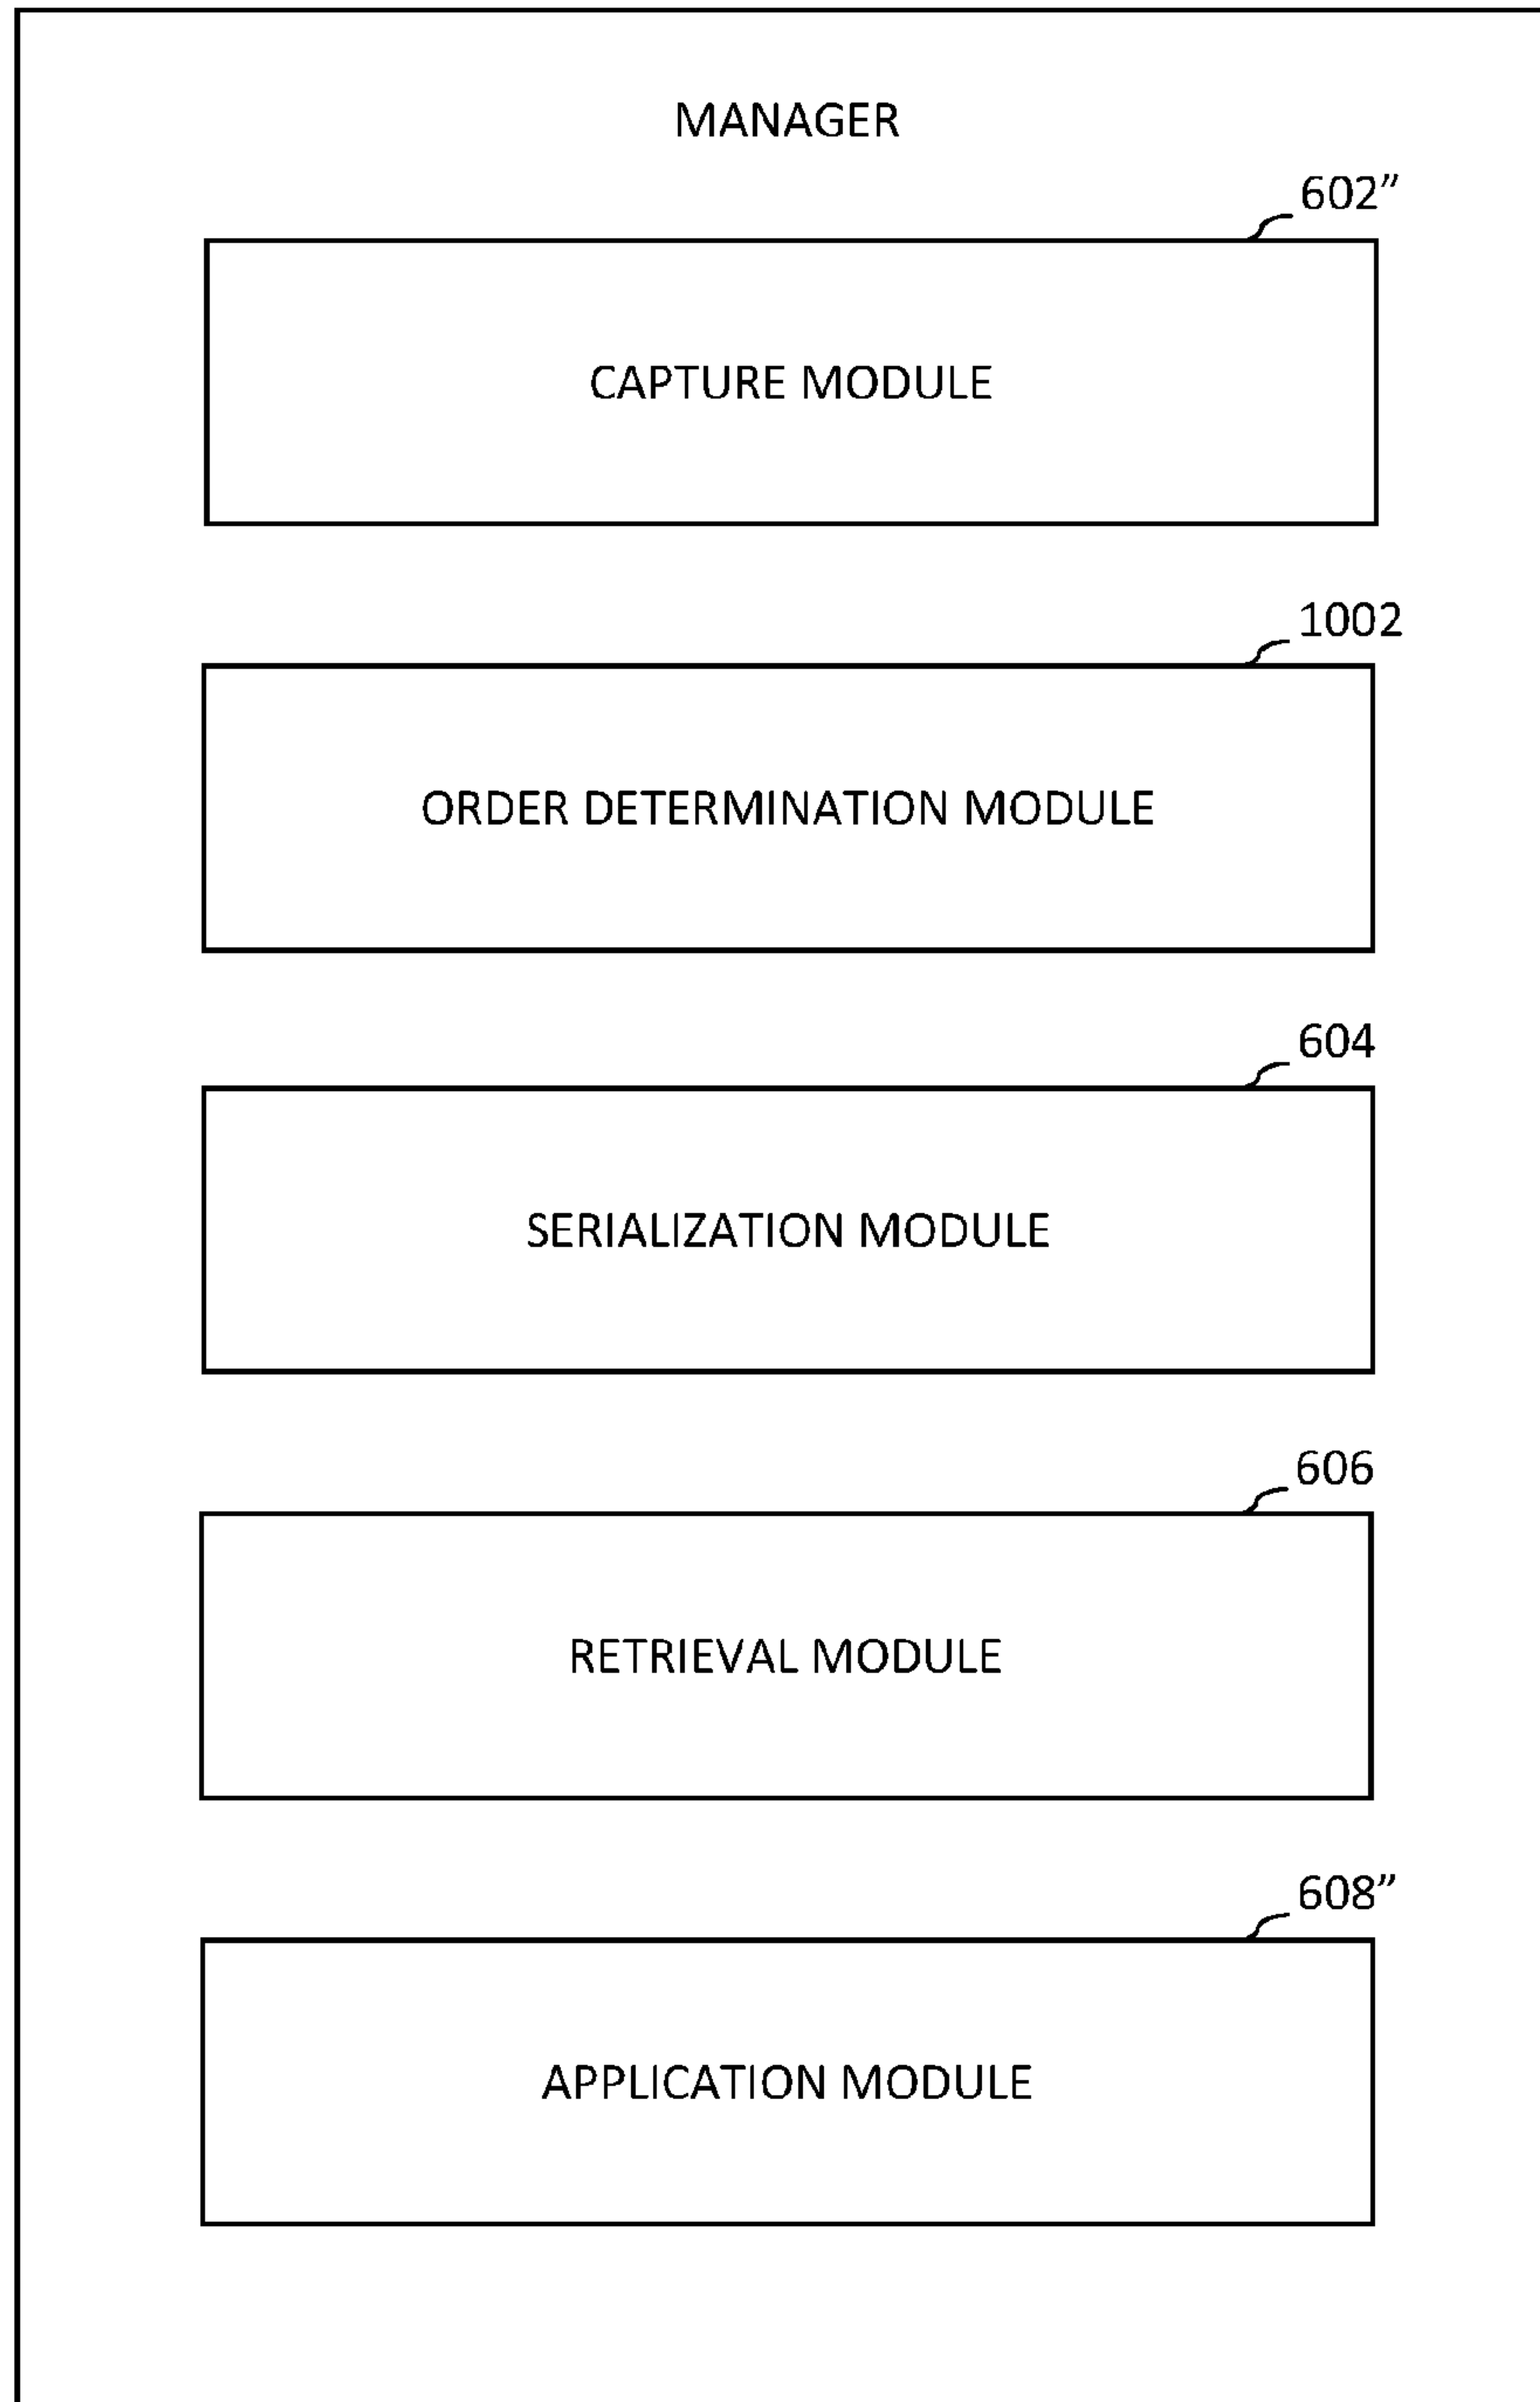 MANAGER
602”
CAPTURE MODULE
1002
ORDER DETERMINATION MODULE
604
SERIALIZATION MODULE
606
RETRIEVAL MODULE
608”
APPLICATION MODULE